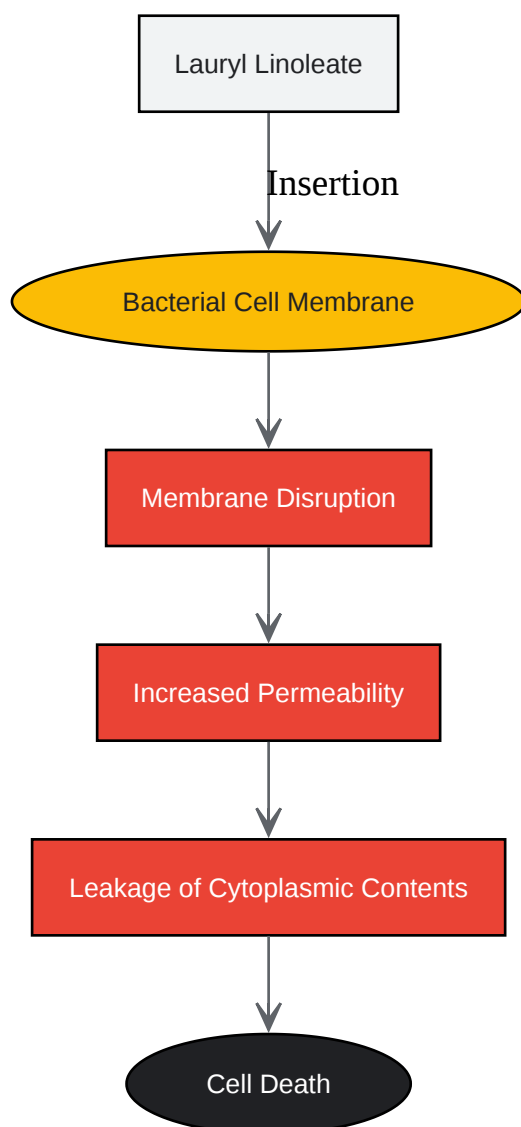 Lauryl Linoleate
Insertion
Bacterial Cell Membrane
Membrane Disruption
Increased Permeability
Leakage of Cytoplasmic Contents
Cell Death